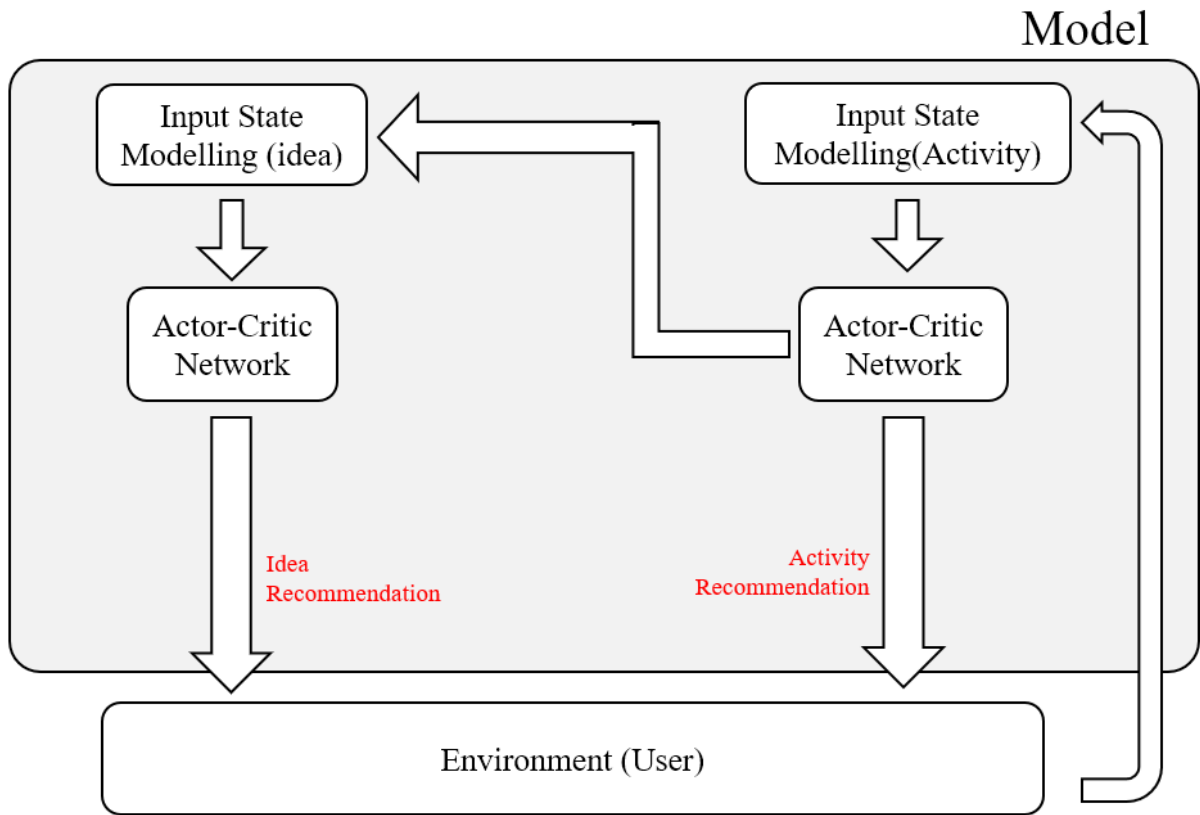 Model
Input State
Modelling (idea)
Input State
Modelling(Activity)
Actor-Critic
Network
Actor-Critic
Network
Idea
Recommendation
Activity
Recommendation
Environment (User)